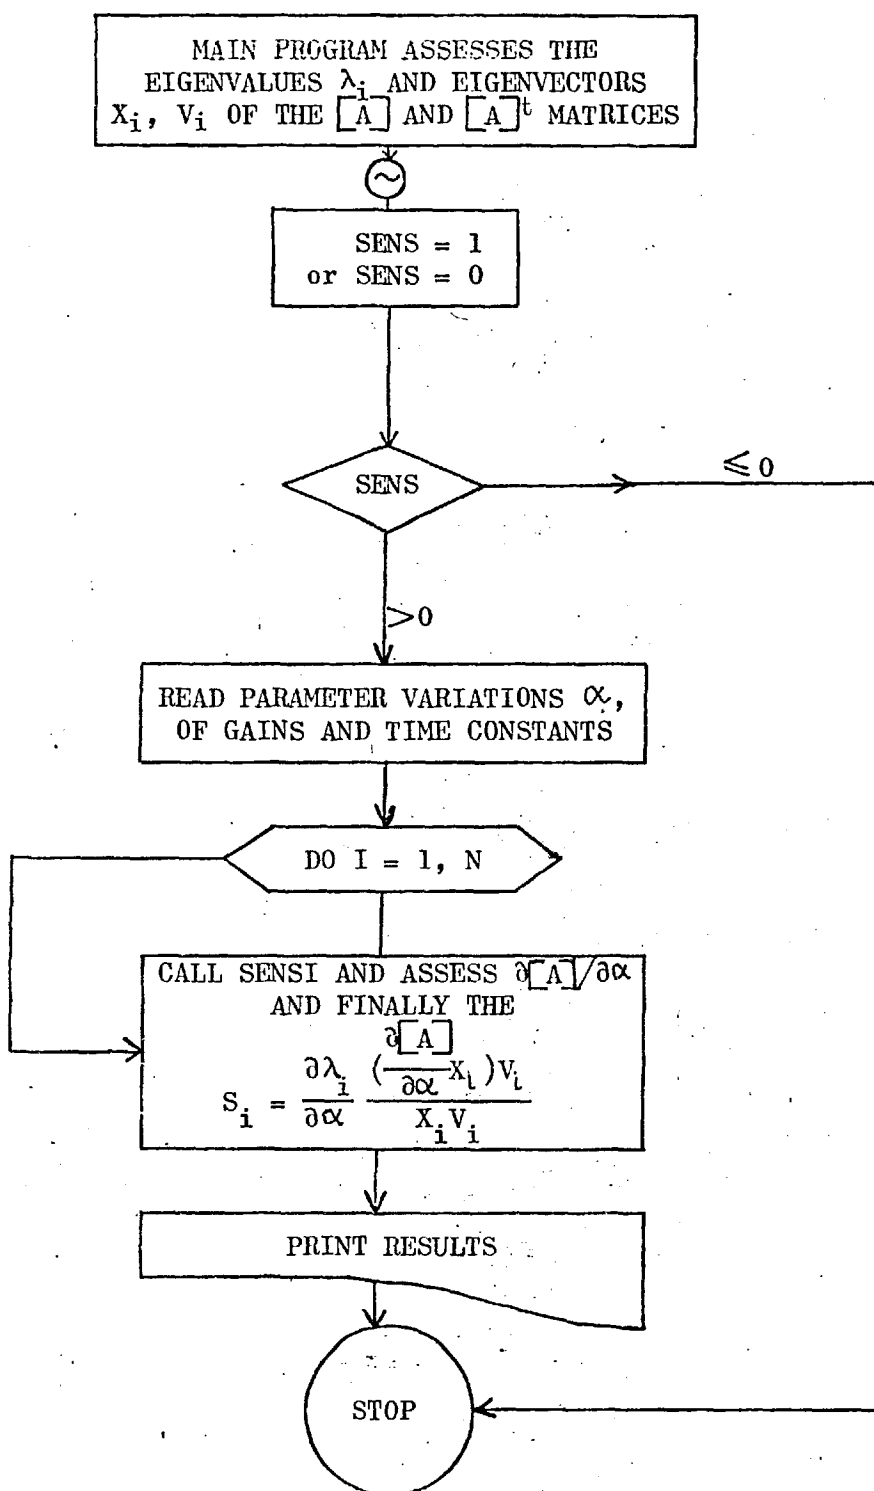 MAIN PROGRAM ASSESSES THE
EIGENVALUES λi AND EIGENVECTORS
Xi, Vi OF THE [A] AND [A]t MATRICES
~
SENS = 1
or SENS = 0
SENS
≤ 0
>0
READ PARAMETER VARIATIONS α,
OF GAINS AND TIME CONSTANTS
DO I = 1, N
CALL SENSI AND ASSESS ∂[A]/∂α
AND FINALLY THE
Si = ∂λi/∂α (∂[A]/∂α Xi)Vi / XiVi
PRINT RESULTS
STOP